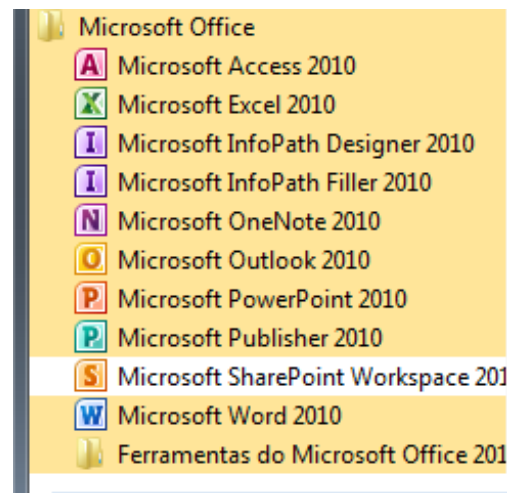 Microsoft Office
Microsoft Access 2010
Microsoft Excel 2010
Microsoft InfoPath Designer 2010
Microsoft InfoPath Filler 2010
Microsoft OneNote 2010
Microsoft Outlook 2010
Microsoft PowerPoint 2010
Microsoft Publisher 2010
Microsoft SharePoint Workspace 201
Microsoft Word 2010
Ferramentas do Microsoft Office 201